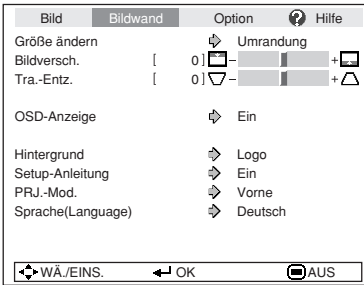 Bild Bildwand Option ? Hilfe
Größe ändern Umrandung
Bildversch. [ 0 ] - +
Tra.-Entz. [ 0 ] - +
OSD-Anzeige Ein
Hintergrund Logo
Setup-Anleitung Ein
PRJ.-Mod. Vorne
Sprache(Language) Deutsch
WÄ./EINS. OK AUS